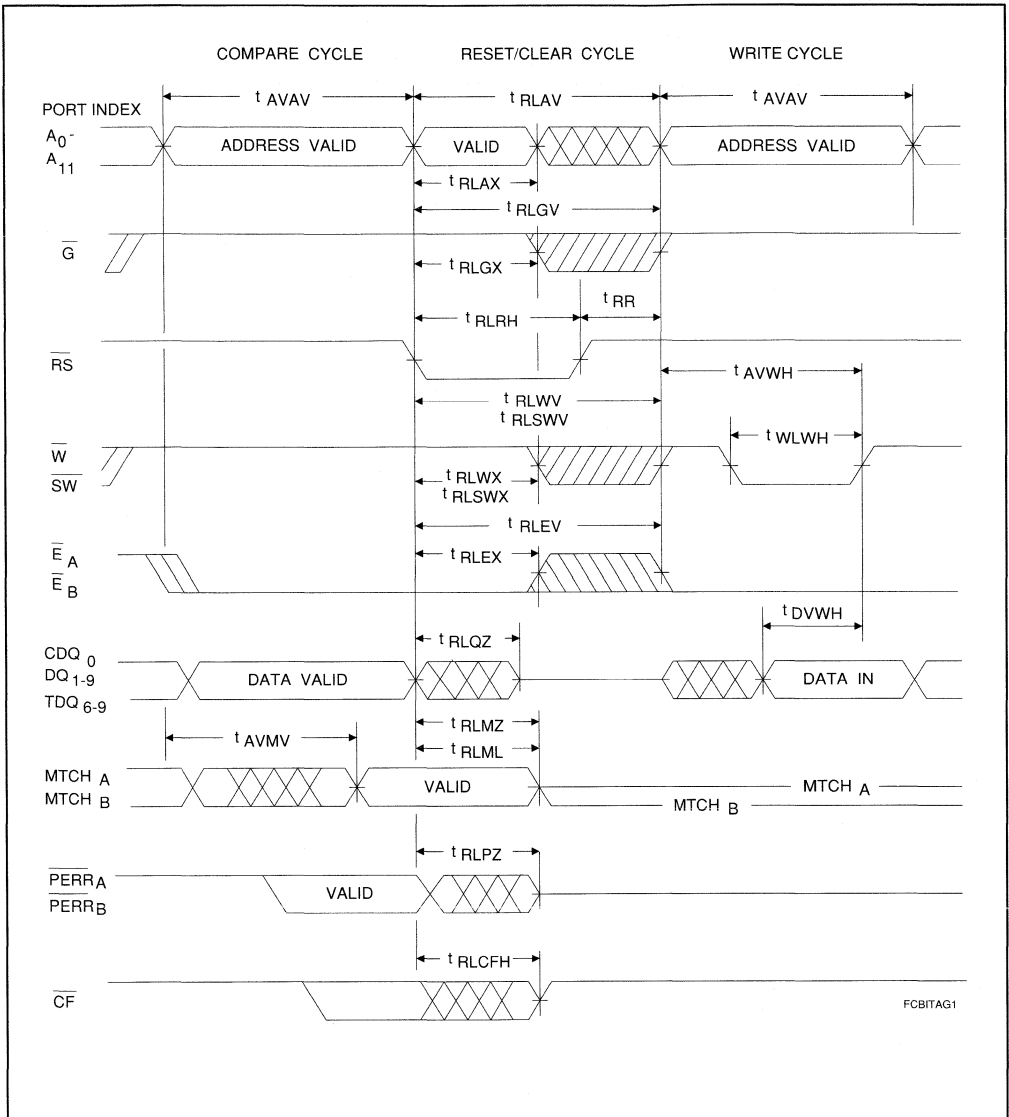 COMPARE CYCLE RESET/CLEAR CYCLE WRITE CYCLE
t AVAV t RLAV t AVAV
PORT INDEX
A0-
A11
ADDRESS VALID VALID ADDRESS VALID
t RLAX
t RLGV
G
t RLGX
t RR
t RLRH
RS
t AVWH
t RLWV
t RLSWV
t WLWH
W
SW
t RLWX
t RLSWX
t RLEV
E A
E B
t RLEX
t DVWH
t RLQZ
CDQ 0
DQ 1-9
TDQ 6-9
DATA VALID DATA IN
t RLMZ
t AVMV
t RLML
MTCH A
MTCH B
VALID
MTCH A
MTCH B
t RLPZ
PERR A
PERR B
VALID
t RLCFH
CF
FCBITAG1